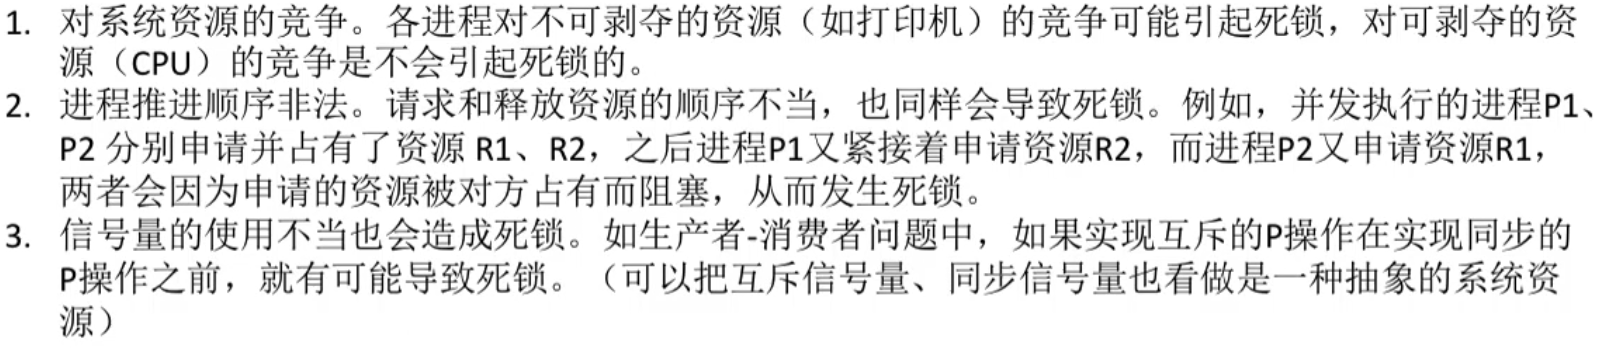 1. 对系统资源的竞争。各进程对不可剥夺的资源（如打印机）的竞争可能引起死锁，对可剥夺的资
源（CPU）的竞争是不会引起死锁的。
2. 进程推进顺序非法。请求和释放资源的顺序不当，也同样会导致死锁。例如，并发执行的进程P1、
P2 分别申请并占有了资源 R1、R2，之后进程P1又紧接着申请资源R2，而进程P2又申请资源R1，
两者会因为申请的资源被对方占有而阻塞，从而发生死锁。
3. 信号量的使用不当也会造成死锁。如生产者-消费者问题中，如果实现互斥的P操作在实现同步的
P操作之前，就有可能导致死锁。（可以把互斥信号量、同步信号量也看做是一种抽象的系统资
源）